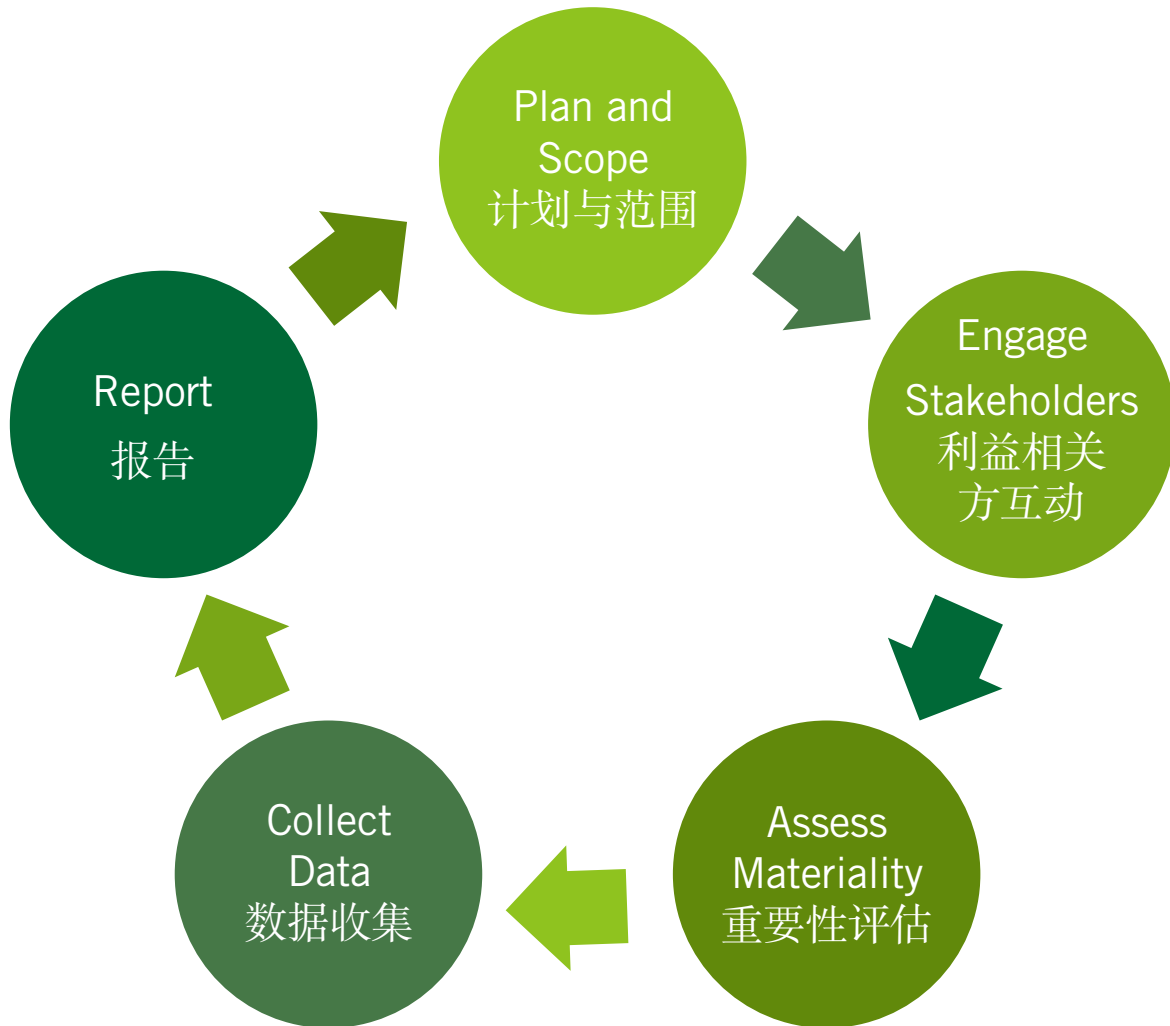 Plan and
Scope
计划与范围
Engage
Stakeholders
利益相关
方互动
Assess
Materiality
重要性评估
Collect
Data
数据收集
Report
报告